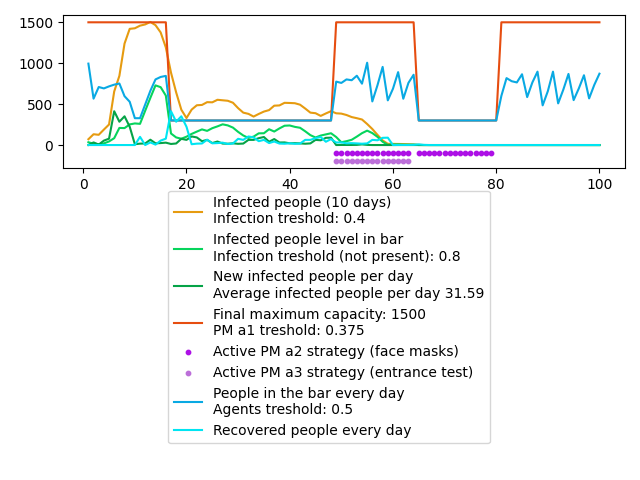 1500
1000
500
0
0 20 40 60 80 100
Infected people (10 days)
Infection treshold: 0.4
Infected people level in bar
Infection treshold (not present): 0.8
New infected people per day
Average infected people per day 31.59
Final maximum capacity: 1500
PM a1 treshold: 0.375
Active PM a2 strategy (face masks)
Active PM a3 strategy (entrance test)
People in the bar every day
Agents treshold: 0.5
Recovered people every day